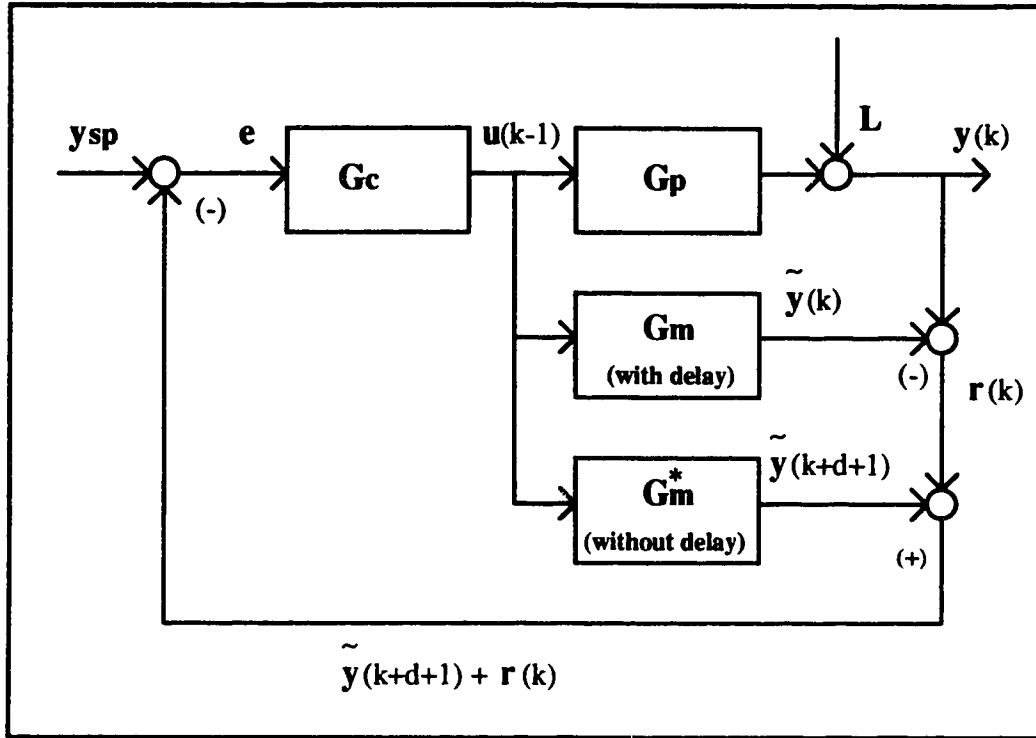 ysp
e
u(k-1)
L
y(k)
Gc
Gp
(-)
ỹ(k)
Gm
(with delay)
(-)
r(k)
ỹ(k+d+1)
G*m
(without delay)
(+)
ỹ(k+d+1) + r(k)